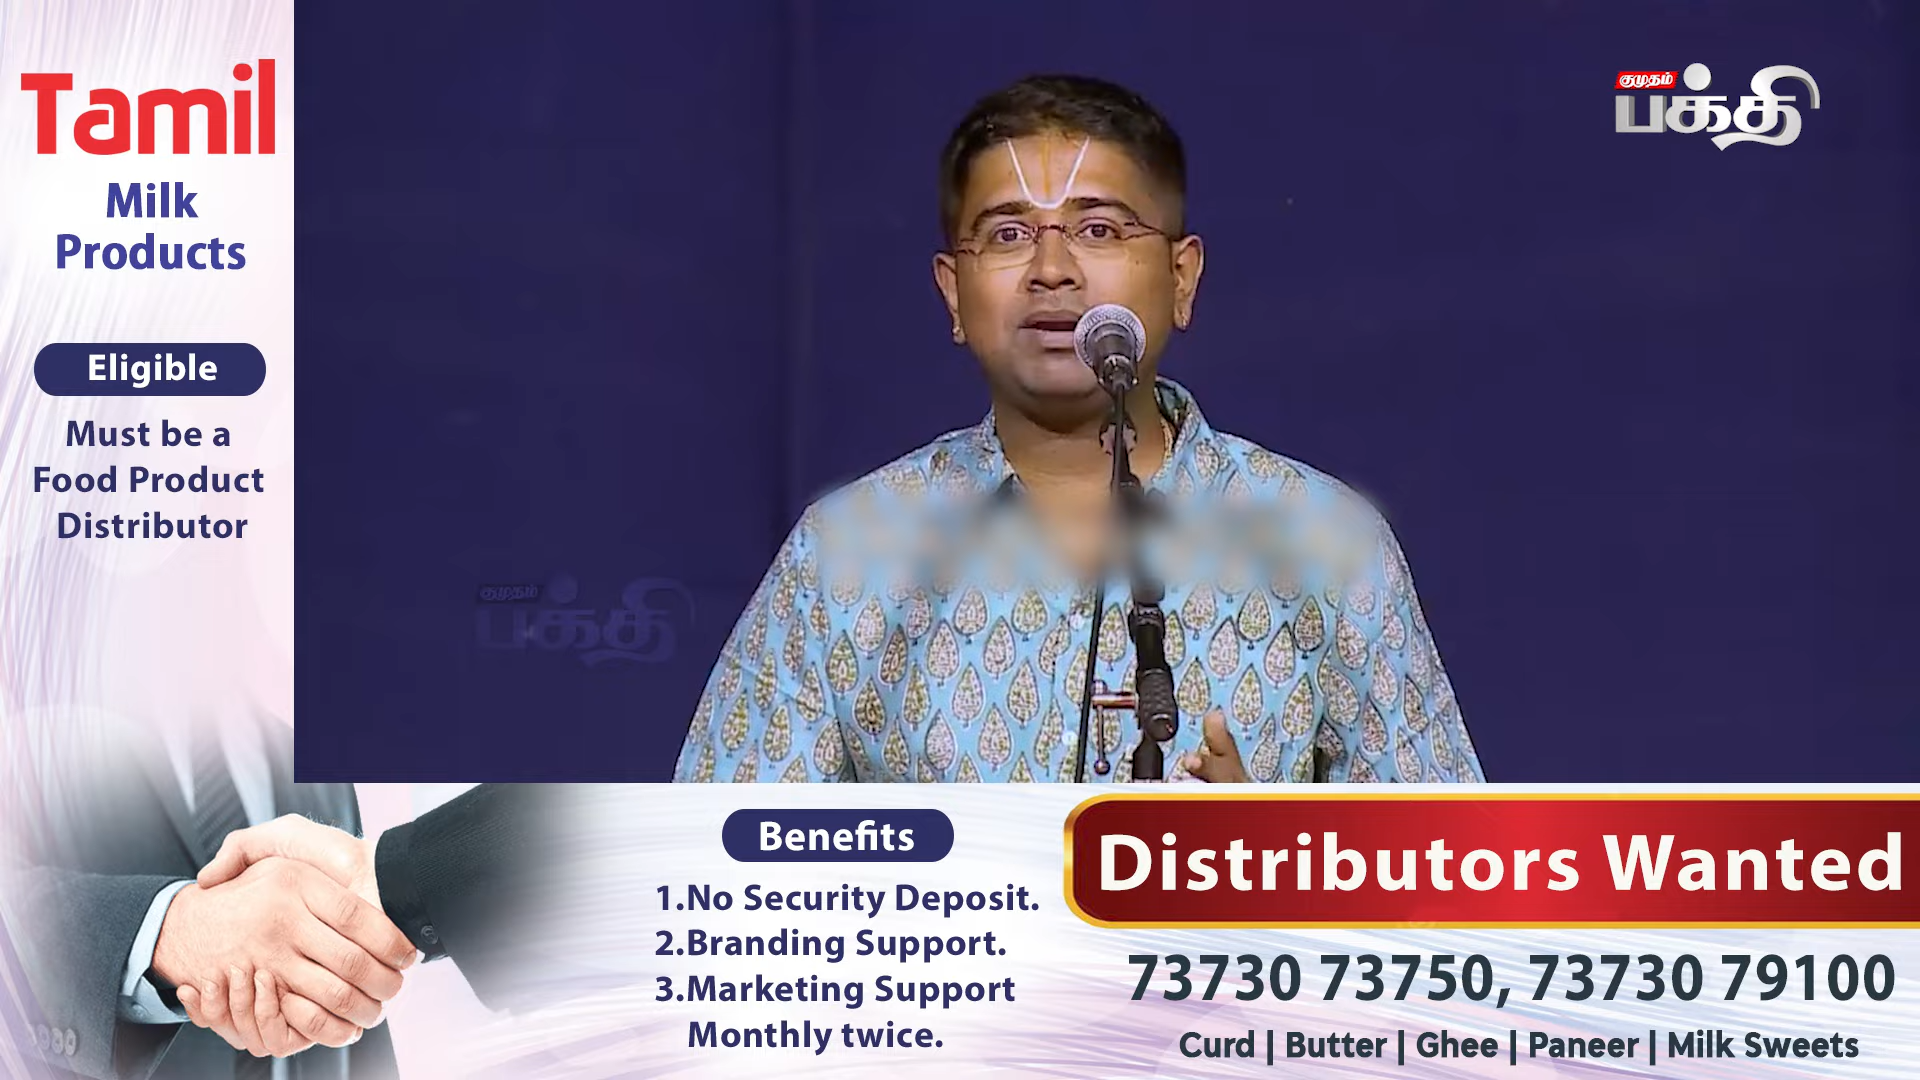 Tamil
Milk
Products
Eligible
Must be a
Food Product
Distributor
குமுதம்
பக்தி
குமுதம்
பக்தி
Benefits
1.No Security Deposit.
2.Branding Support.
3.Marketing Support
Monthly twice.
Distributors Wanted
73730 73750, 73730 79100
Curd | Butter | Ghee | Paneer | Milk Sweets